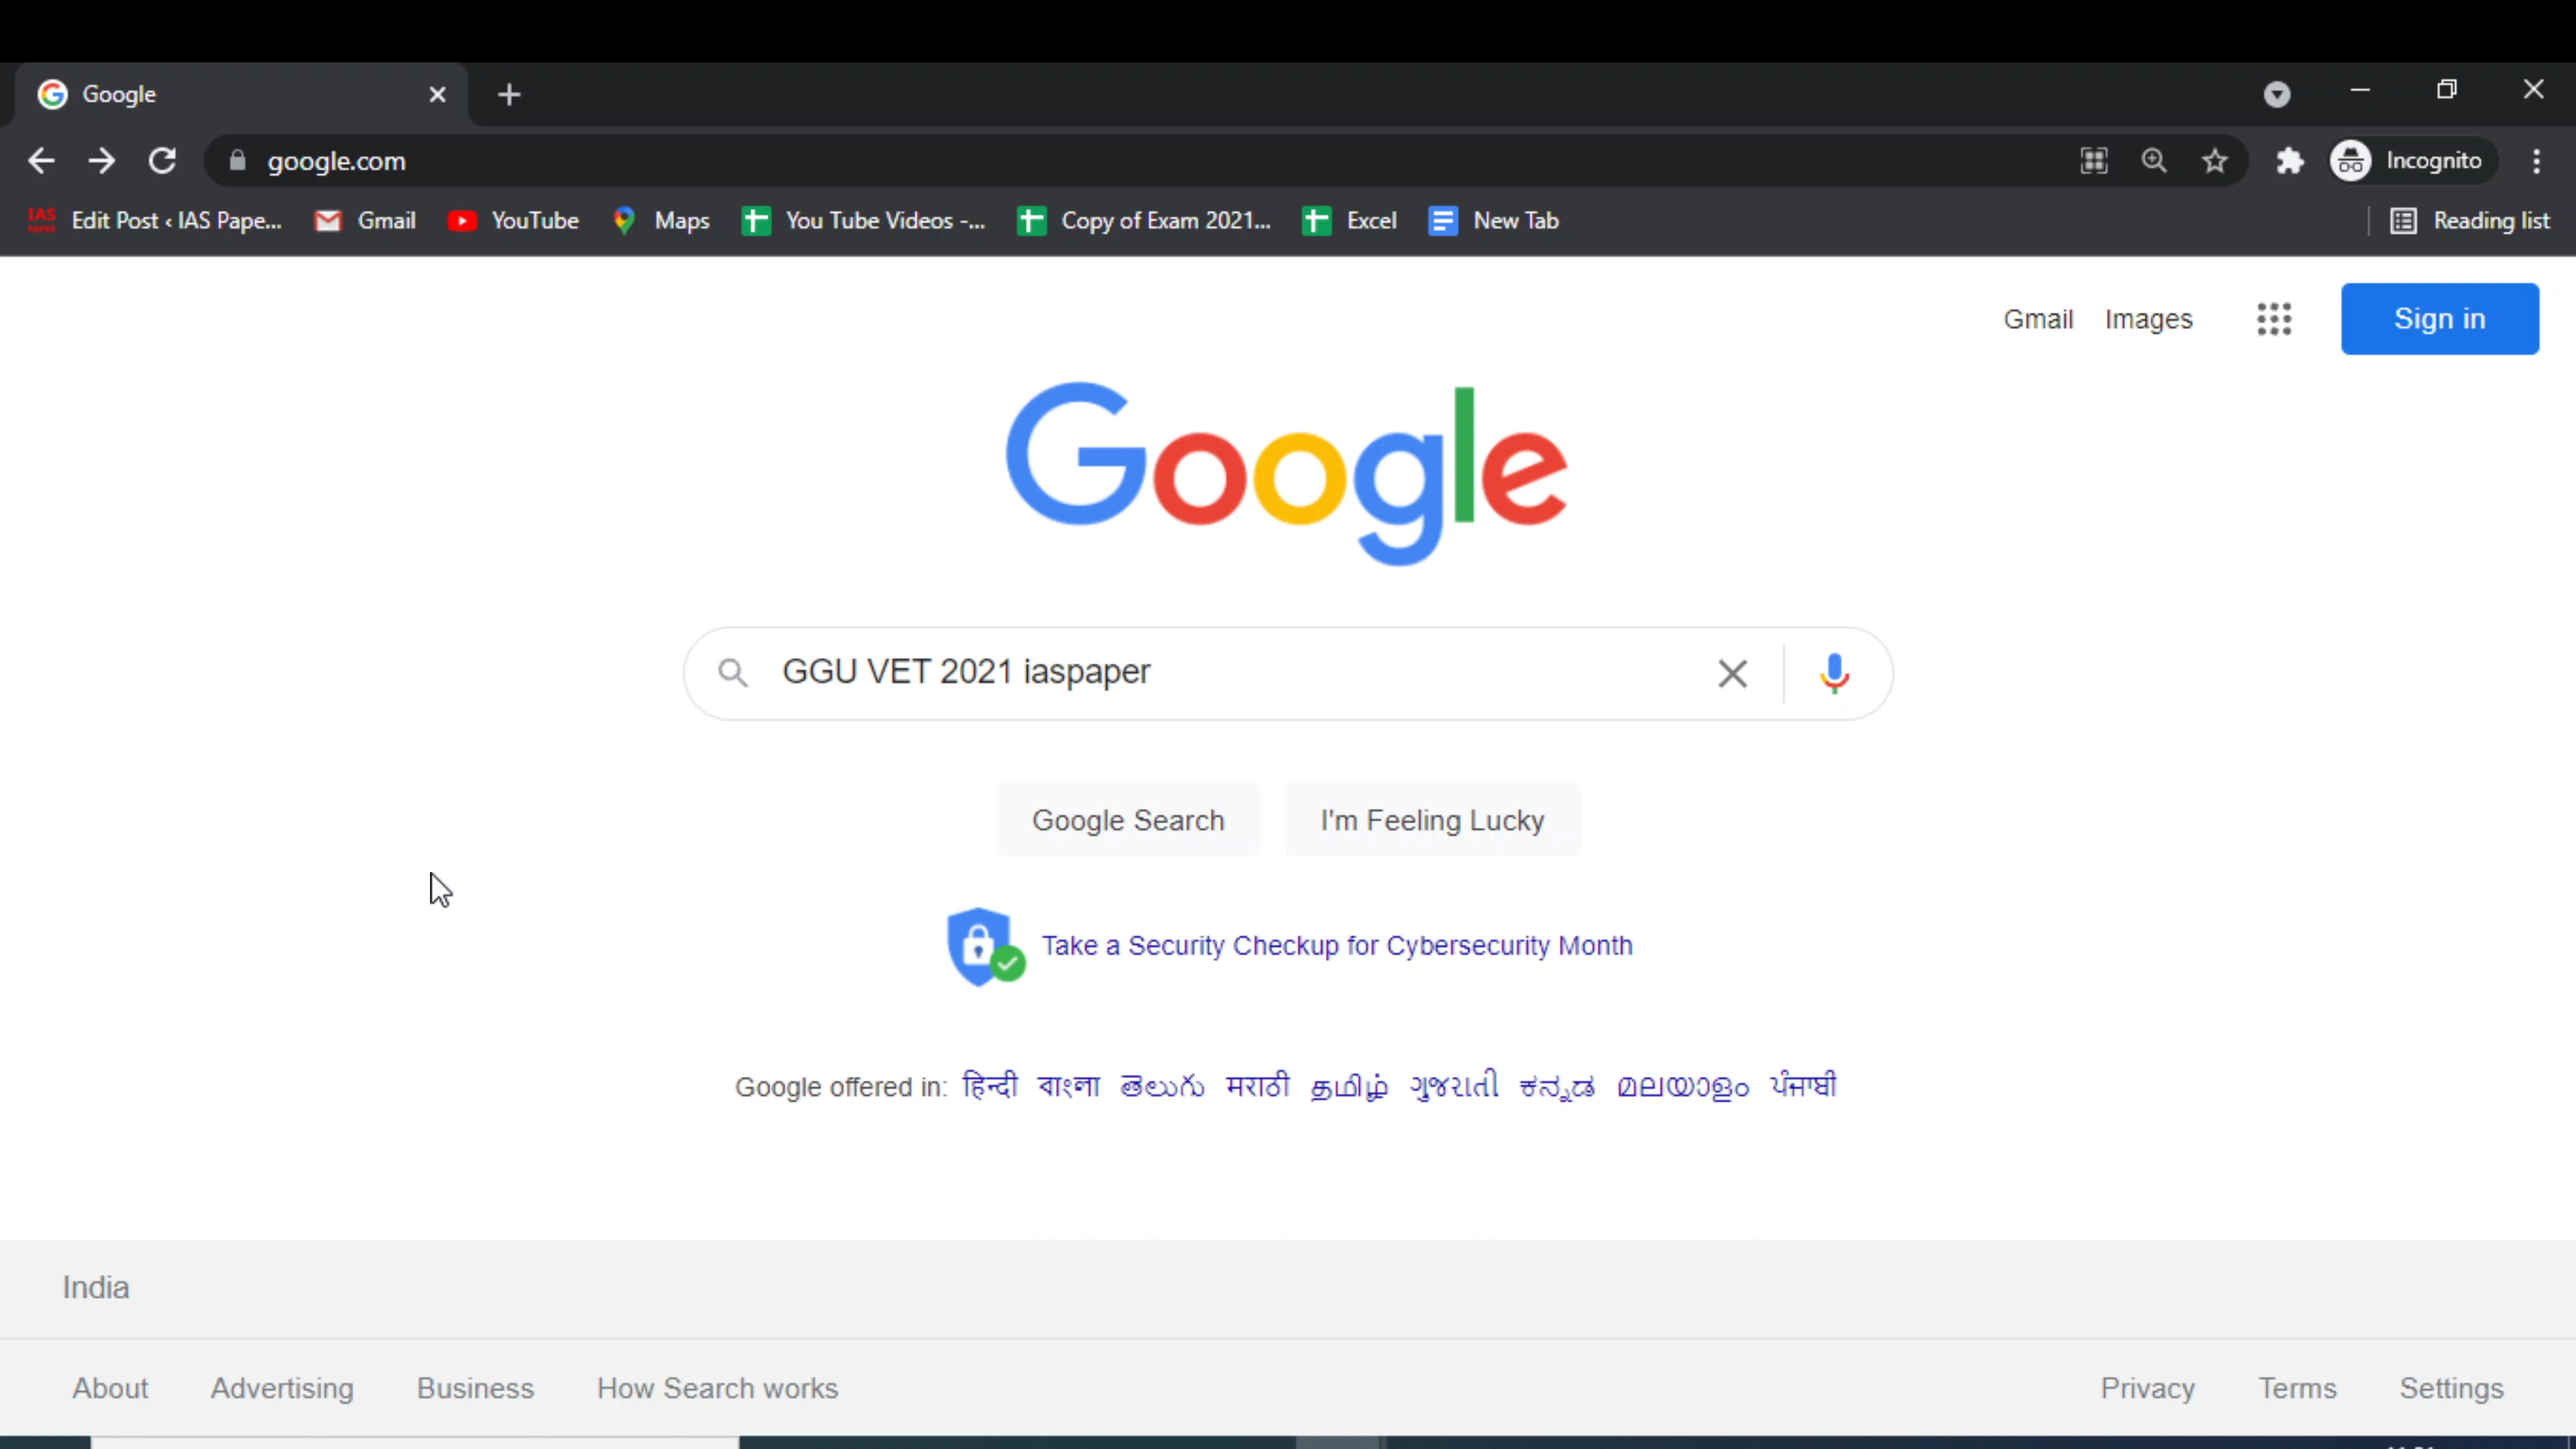 Google
google.com
Incognito
IAS PAPER Edit Post ‹ IAS Pape... Gmail YouTube Maps You Tube Videos -... Copy of Exam 2021... Excel New Tab Reading list
Gmail Images Sign in
Google
GGU VET 2021 iaspaper
Google Search I'm Feeling Lucky
Take a Security Checkup for Cybersecurity Month
Google offered in: हिन्दी বাংলা తెలుగు मराठी தமிழ் ગુજરાતી ಕನ್ನಡ മലയാളം ਪੰਜਾਬੀ
India
About Advertising Business How Search works Privacy Terms Settings